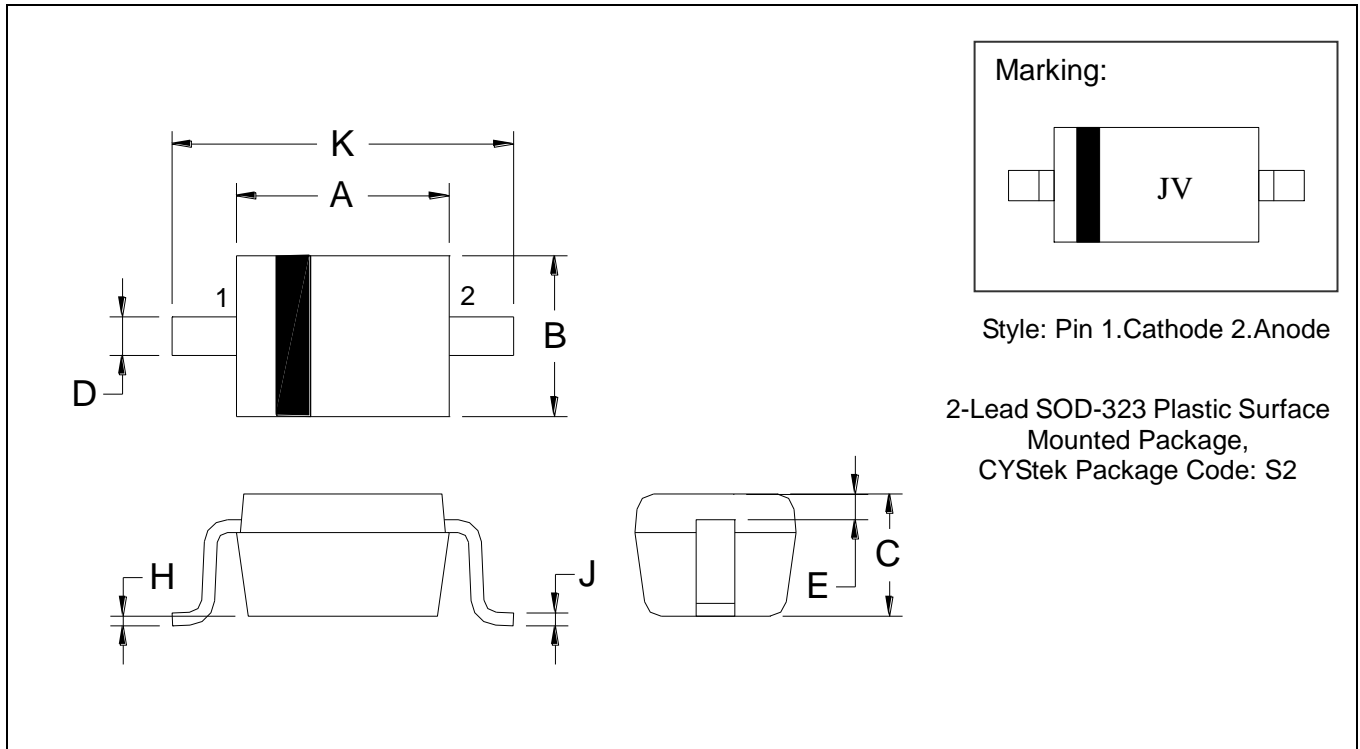 Marking:
JV
Style: Pin 1.Cathode 2.Anode
2-Lead SOD-323 Plastic Surface
Mounted Package,
CYStek Package Code: S2
K
A
1
2
B
D
H
J
E
C